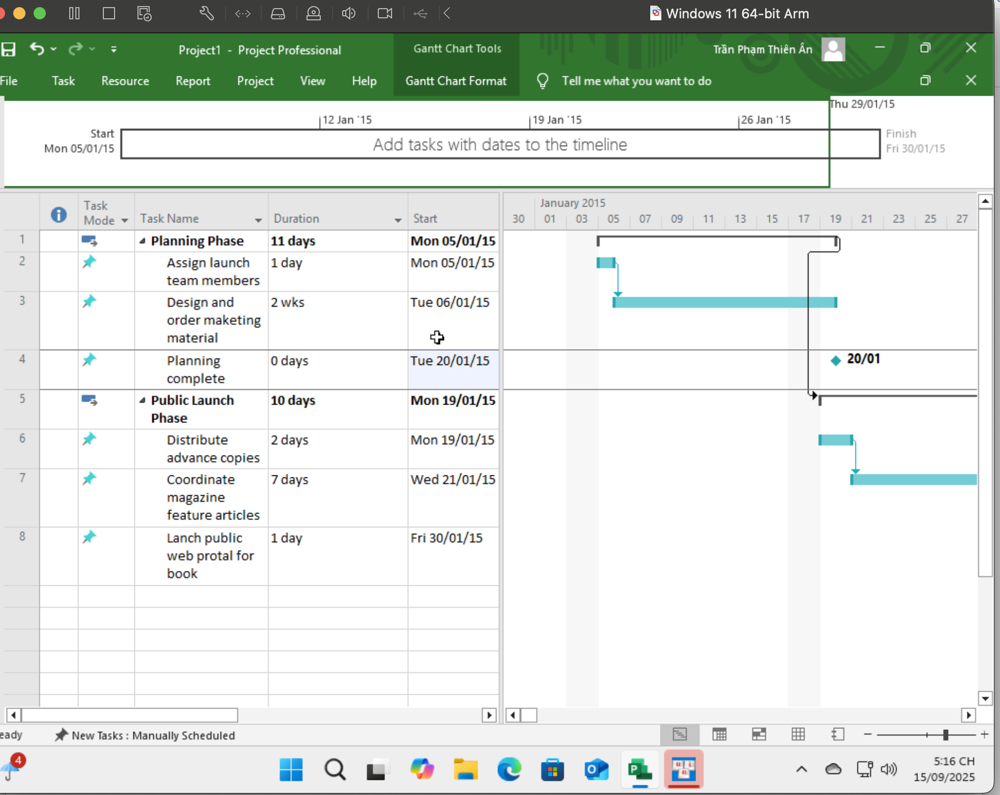 Windows 11 64-bit Arm
Project1 - Project Professional
Gantt Chart Tools
Trần Phạm Thiên Ân
File Task Resource Report Project View Help Gantt Chart Format Tell me what you want to do
Thu 29/01/15
12 Jan '15 19 Jan '15 26 Jan '15
Start
Mon 05/01/15
Add tasks with dates to the timeline
Finish
Fri 30/01/15
Task Mode Task Name Duration Start
January 2015
30 01 03 05 07 09 11 13 15 17 19 21 23 25 27
1 Planning Phase 11 days Mon 05/01/15
2 Assign launch team members 1 day Mon 05/01/15
3 Design and order maketing material 2 wks Tue 06/01/15
4 Planning complete 0 days Tue 20/01/15
20/01
5 Public Launch Phase 10 days Mon 19/01/15
6 Distribute advance copies 2 days Mon 19/01/15
7 Coordinate magazine feature articles 7 days Wed 21/01/15
8 Lanch public web protal for book 1 day Fri 30/01/15
eady New Tasks : Manually Scheduled
4
5:16 CH
15/09/2025